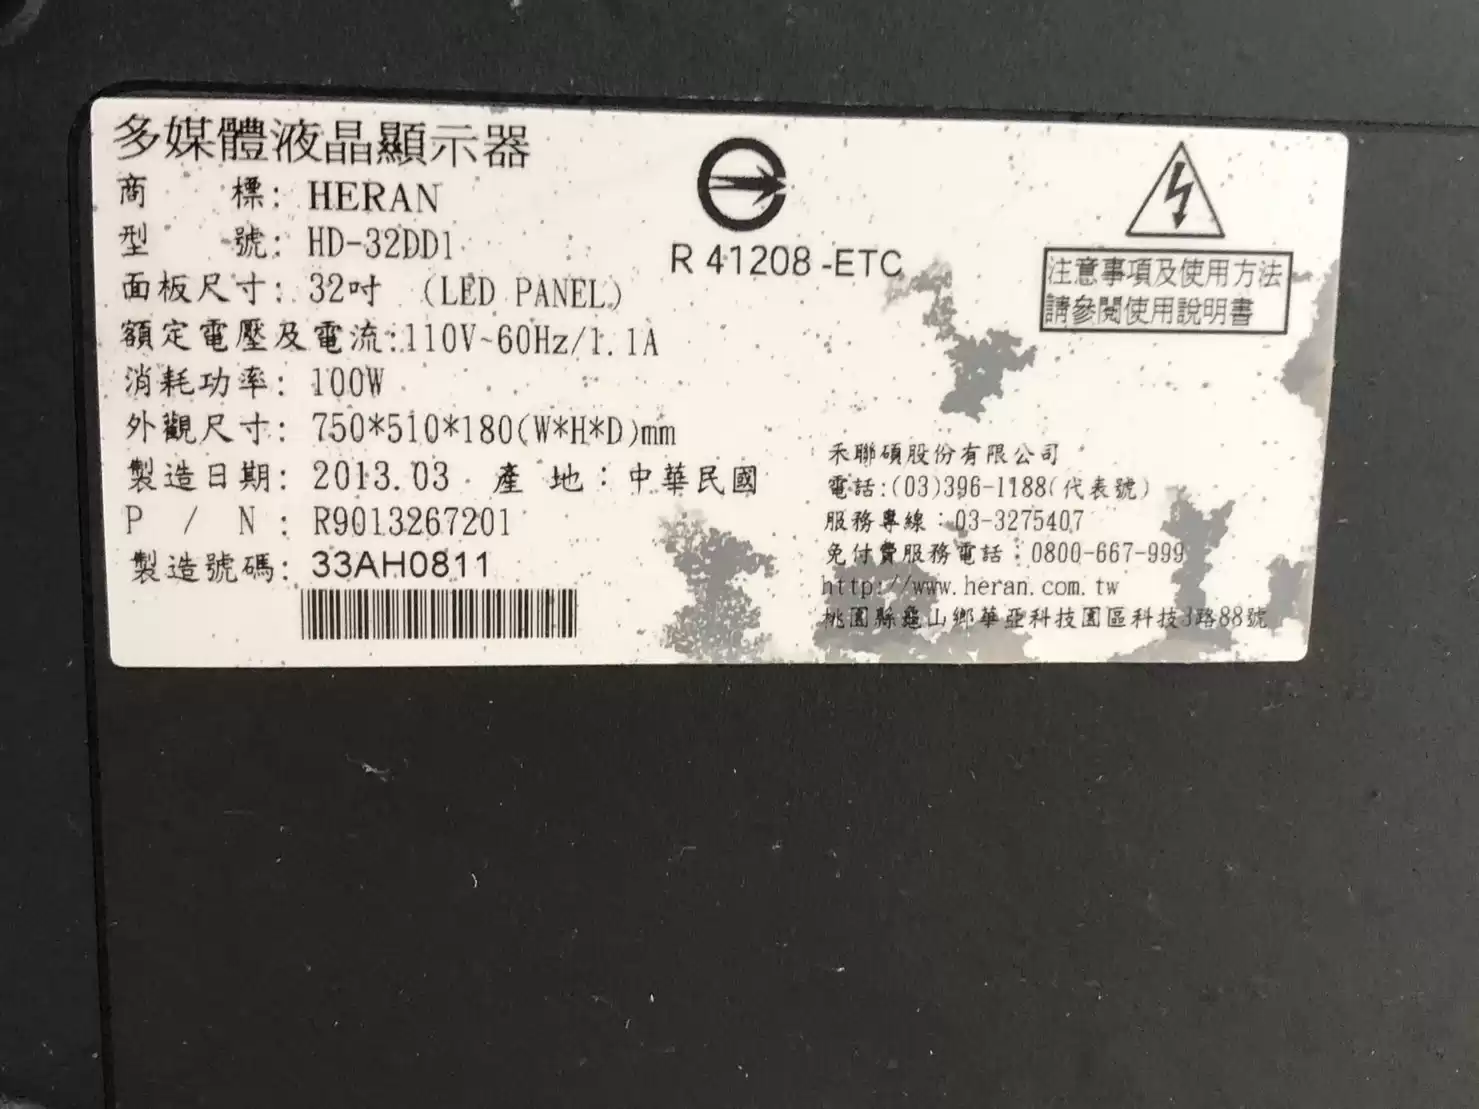 多媒體液晶顯示器
商 標: HERAN
型 號: HD-32DD1
面板尺寸: 32吋 (LED PANEL)
額定電壓及電流:110V~60Hz/1.1A
消耗功率: 100W
外觀尺寸: 750*510*180(W*H*D)mm
製造日期: 2013.03 產 地:中華民國
P / N : R9013267201
製造號碼: 33AH0811
R 41208 -ETC
注意事項及使用方法
請參閱使用說明書
禾聯碩股份有限公司
電話:(03)396-1188(代表號)
服務專線:03-3275407
免付費服務電話:0800-667-999
http://www.heran.com.tw
桃園縣龜山鄉華亞科技園區科技3路88號